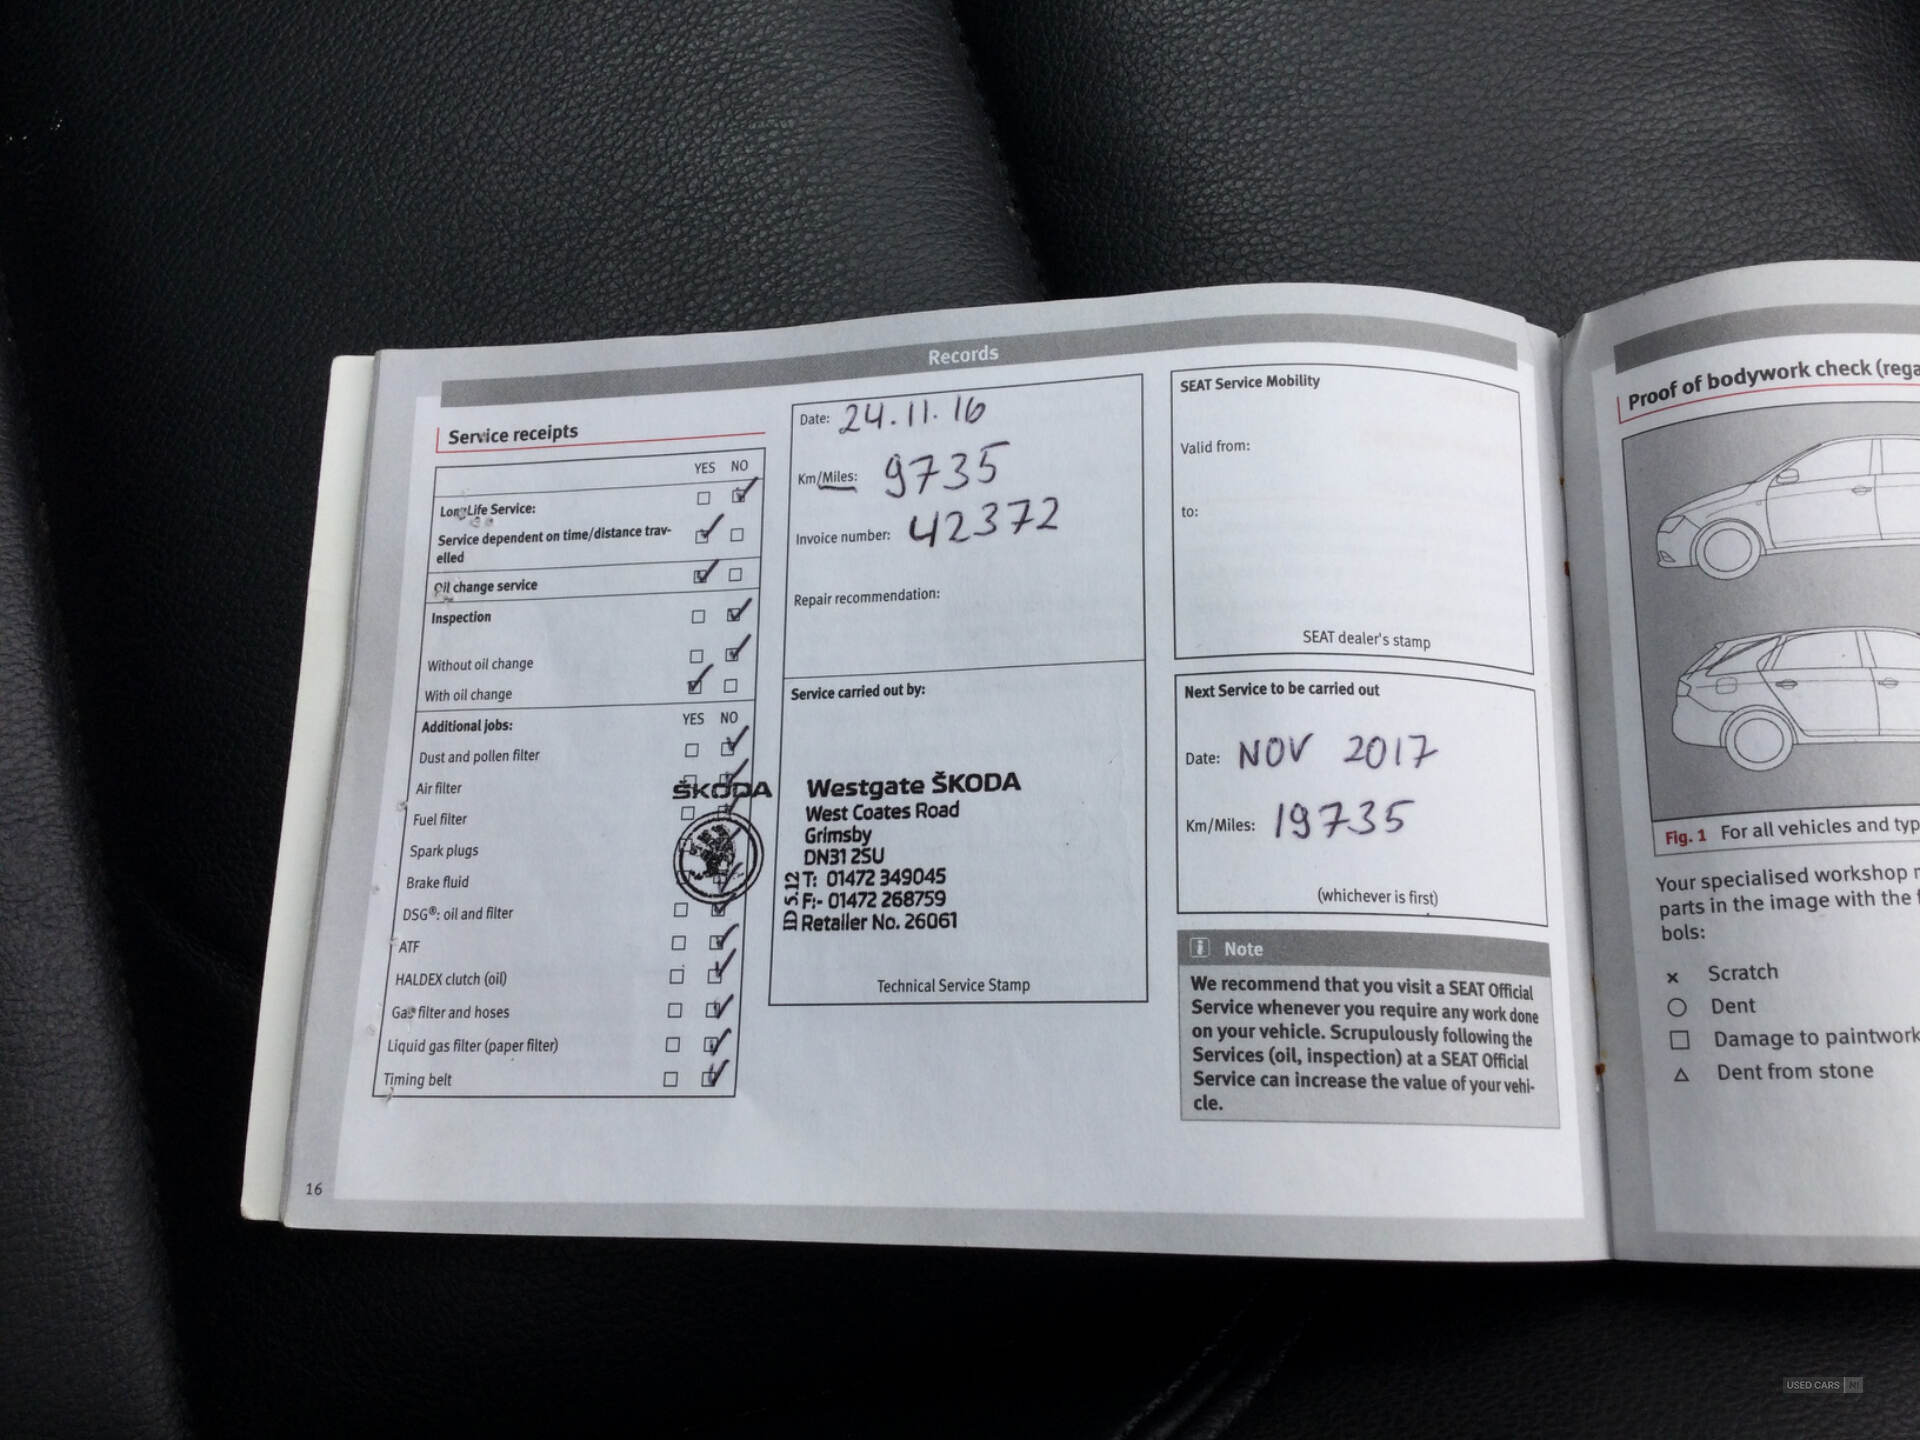 Records
Service receipts
YES NO
LongLife Service:
Service dependent on time/distance trav-
elled
Oil change service
Inspection
Without oil change
With oil change
Additional jobs: YES NO
Dust and pollen filter
Air filter
Fuel filter
Spark plugs
Brake fluid
DSG®: oil and filter
ATF
HALDEX clutch (oil)
Gas filter and hoses
Liquid gas filter (paper filter)
Timing belt
16
Date: 24.11.16
Km/Miles: 9735
Invoice number: 42372
Repair recommendation:
Service carried out by:
ŠKODA
Westgate ŠKODA
West Coates Road
Grimsby
DN31 2SU
T: 01472 349045
F:- 01472 268759
Retailer No. 26061
ID 5.12
Technical Service Stamp
SEAT Service Mobility
Valid from:
to:
SEAT dealer's stamp
Next Service to be carried out
Date: NOV 2017
Km/Miles: 19735
(whichever is first)
i Note
We recommend that you visit a SEAT Official
Service whenever you require any work done
on your vehicle. Scrupulously following the
Services (oil, inspection) at a SEAT Official
Service can increase the value of your vehi-
cle.
Proof of bodywork check (rega
Fig. 1 For all vehicles and typ
Your specialised workshop
parts in the image with the
bols:
Scratch
Dent
Damage to paintwork
Dent from stone
USED CARS NI